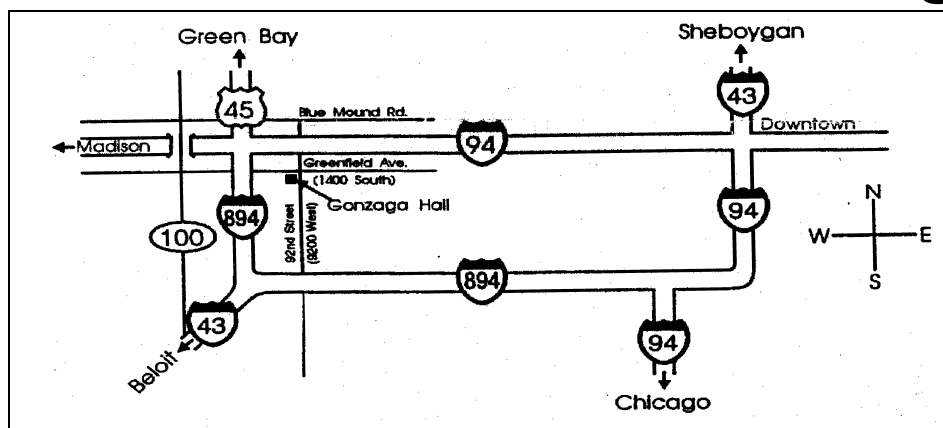 Green Bay
Sheboygan
45
43
Blue Mound Rd.
Downtown
Madison
94
Greenfield Ave.
(1400 South)
Gonzaga Hall
894
94
100
92nd Street
(9200 West)
N
W
E
S
894
43
94
Beloit
Chicago